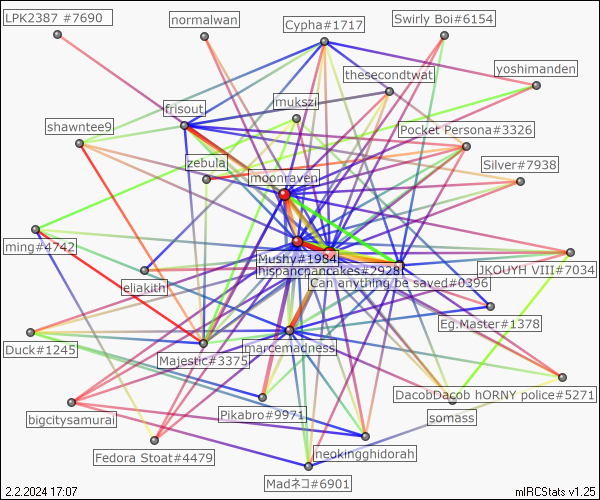 LPK2387 #7690
normalwan
Cypha#1717
Swirly Boi#6154
yoshimanden
thesecondtwat
mukszi
frisout
shawntee9
Pocket Persona#3326
zebula
Silver#7938
moonraven
ming#4742
Mushy#1984
hispanicpancakes#2928
JKOUYH VIII#7034
Can anything be saved#0396
eliakith
Eg.Master#1378
Duck#1245
Majestic#3375
marcemadness
DacobDacob hORNY police#5271
bigcitysamurai
Pikabro#9971
somass
Fedora Stoat#4479
neokingghidorah
Madネコ#6901
2.2.2024 17:07
mIRCStats v1.25